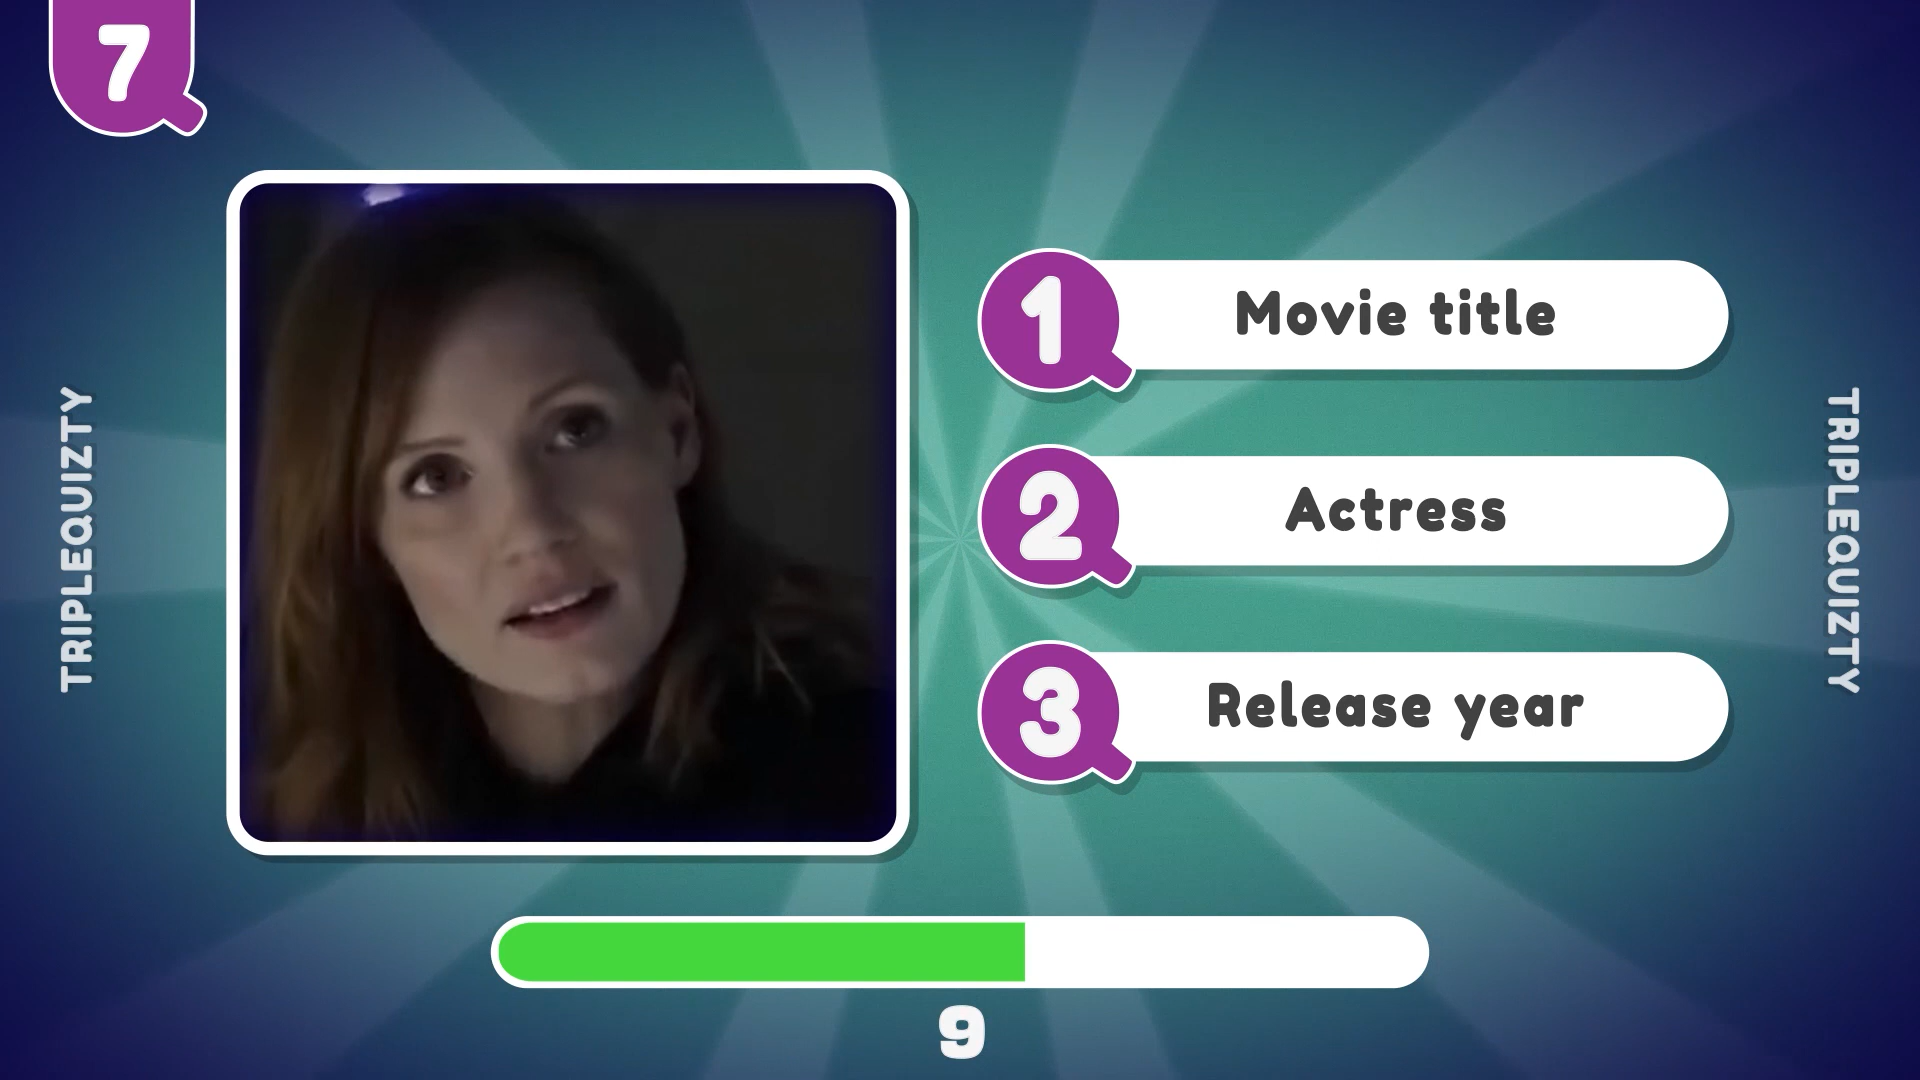 7
TRIPLEQUIZTY
1 Movie title
2 Actress
3 Release year
TRIPLEQUIZTY
9